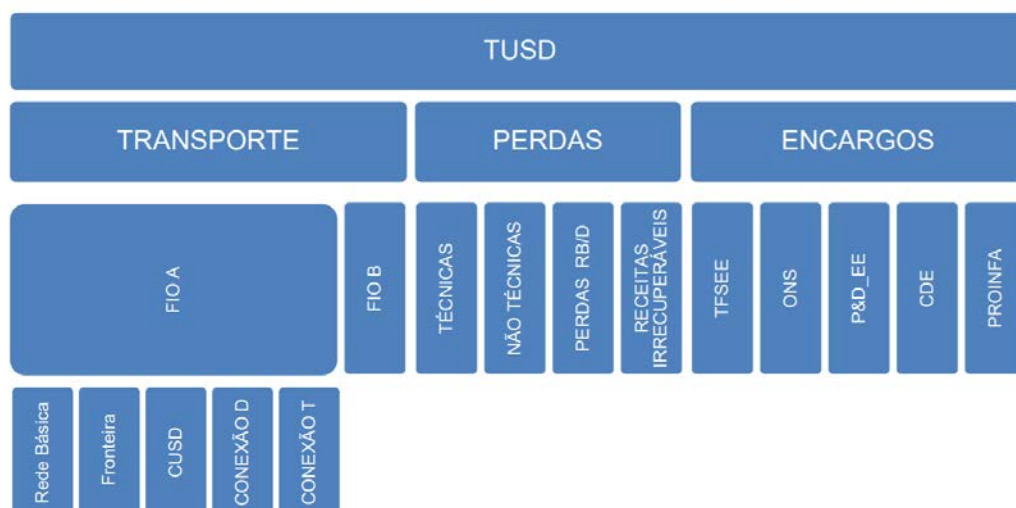 TUSD
TRANSPORTE
PERDAS
ENCARGOS
FIO A
FIO B
TÉCNICAS
NÃO TÉCNICAS
PERDAS RB/D
RECEITAS
IRRECUPERÁVEIS
TFSEE
ONS
P&D_EE
CDE
PROINFA
Rede Básica
Fronteira
CUSD
CONEXÃO D
CONEXÃO T